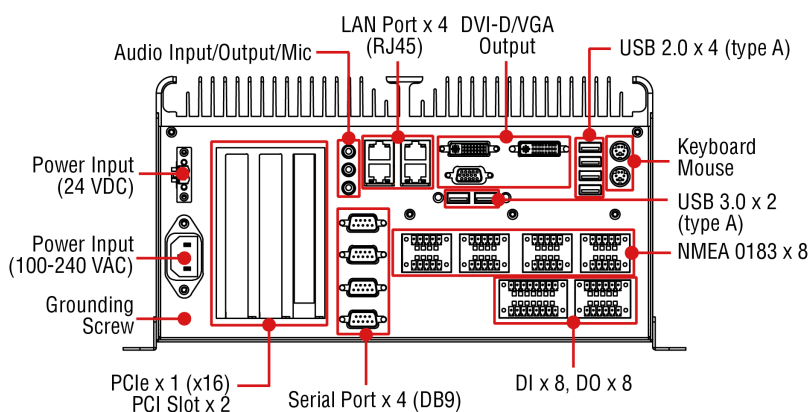 LAN Port x 4
(RJ45)
DVI-D/VGA
Output
Audio Input/Output/Mic
USB 2.0 x 4 (type A)
Power Input
(24 VDC)
Keyboard
Mouse
USB 3.0 x 2
(type A)
Power Input
(100-240 VAC)
NMEA 0183 x 8
Grounding
Screw
PCIe x 1 (x16)
PCI Slot x 2
Serial Port x 4 (DB9)
DI x 8, DO x 8